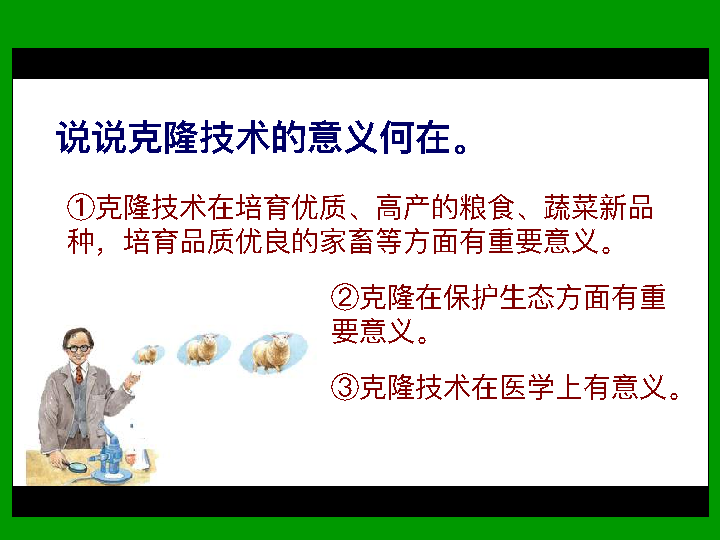 说说克隆技术的意义何在。
①克隆技术在培育优质、高产的粮食、蔬菜新品
种，培育品质优良的家畜等方面有重要意义。
②克隆在保护生态方面有重
要意义。
③克隆技术在医学上有意义。